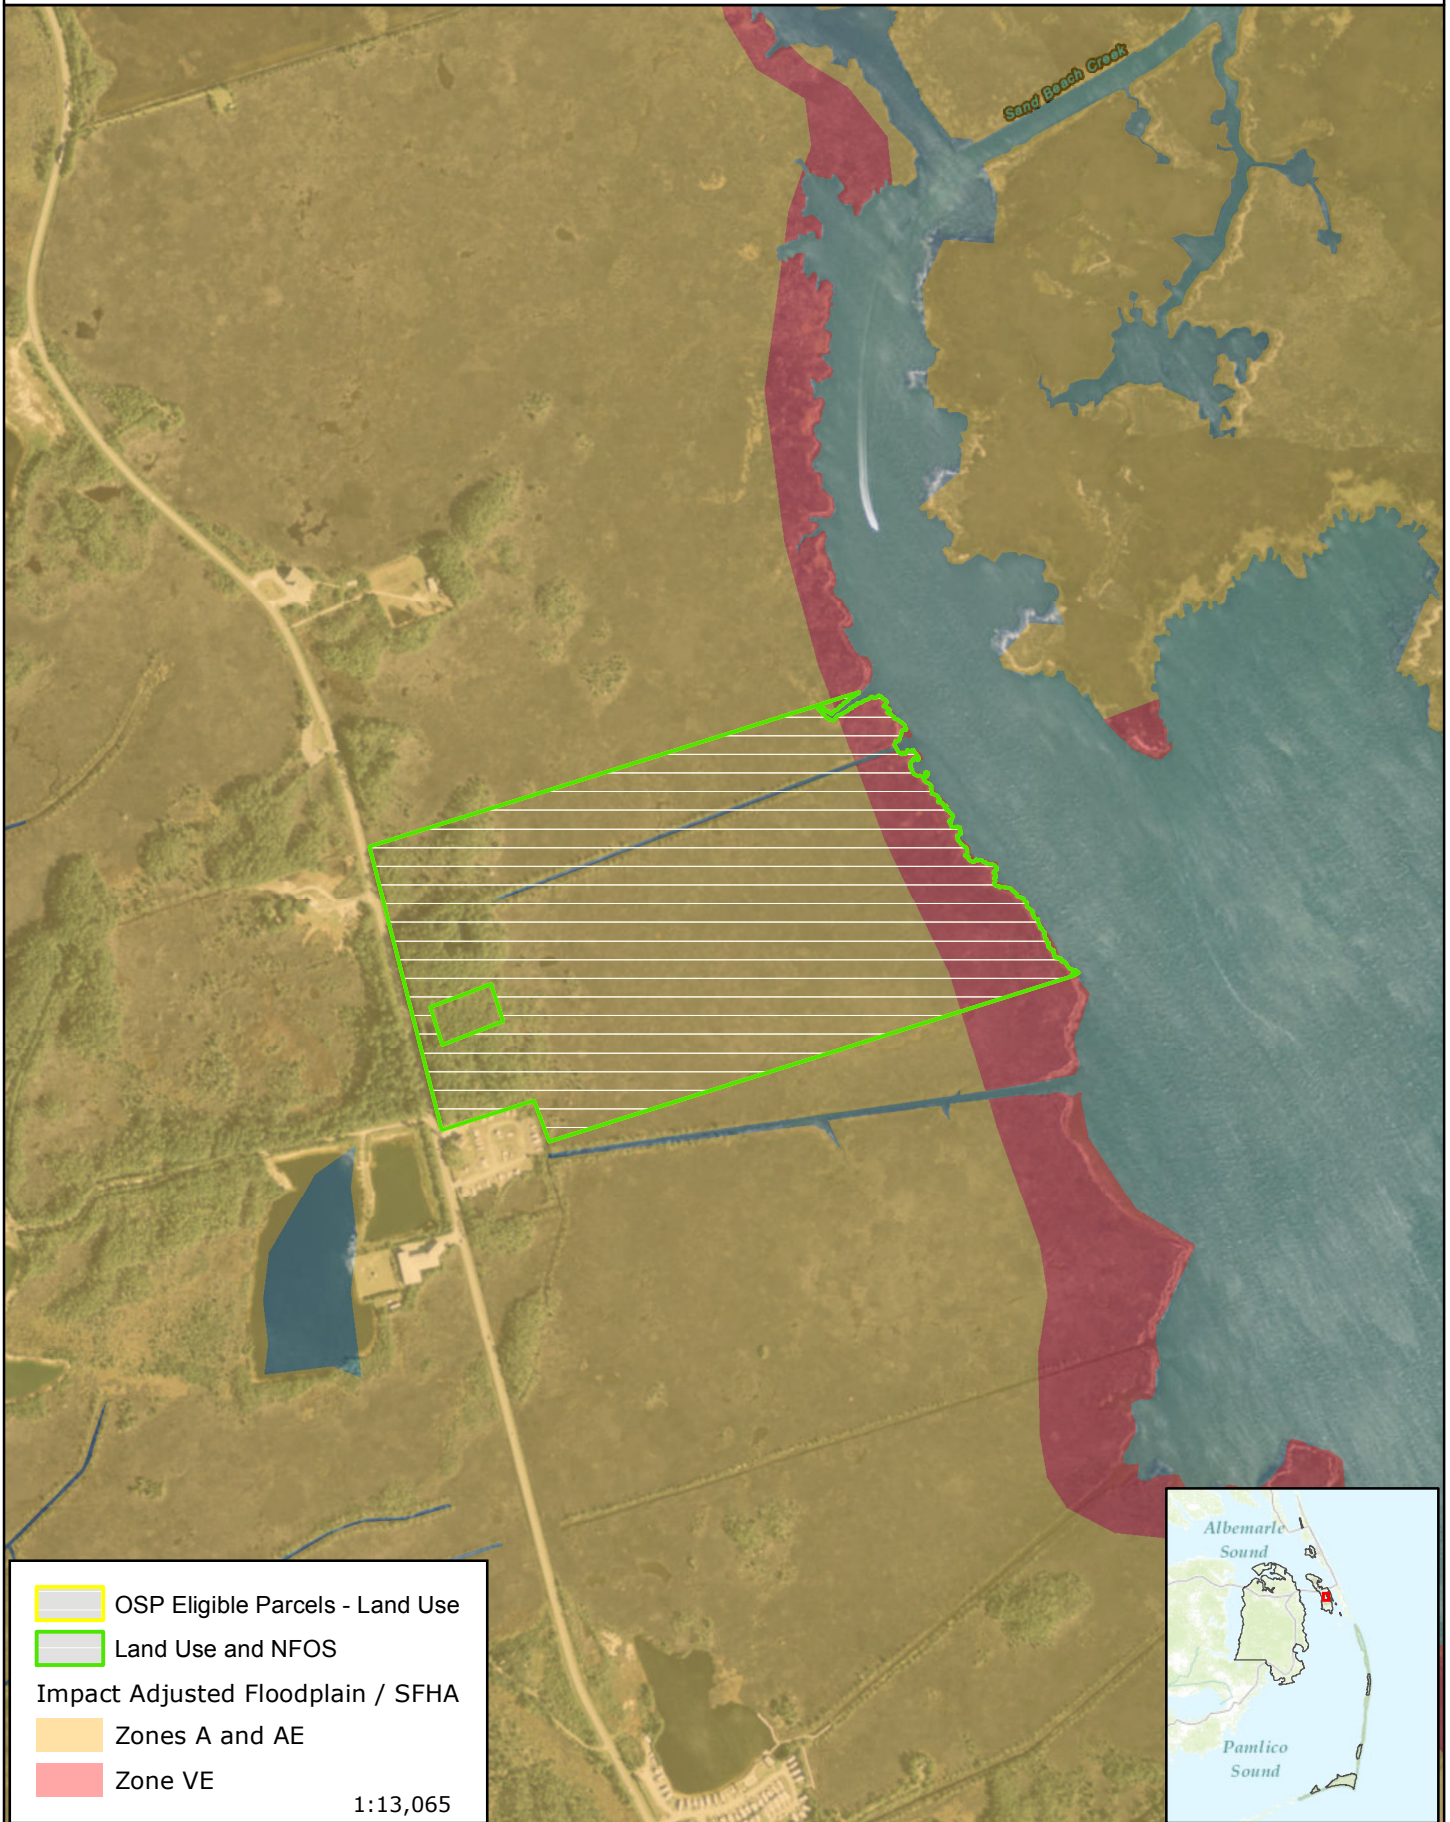 Sand Beach Creek
OSP Eligible Parcels - Land Use
Land Use and NFOS
Impact Adjusted Floodplain / SFHA
Zones A and AE
Zone VE
1:13,065
Albemarle
Sound
Pamlico
Sound